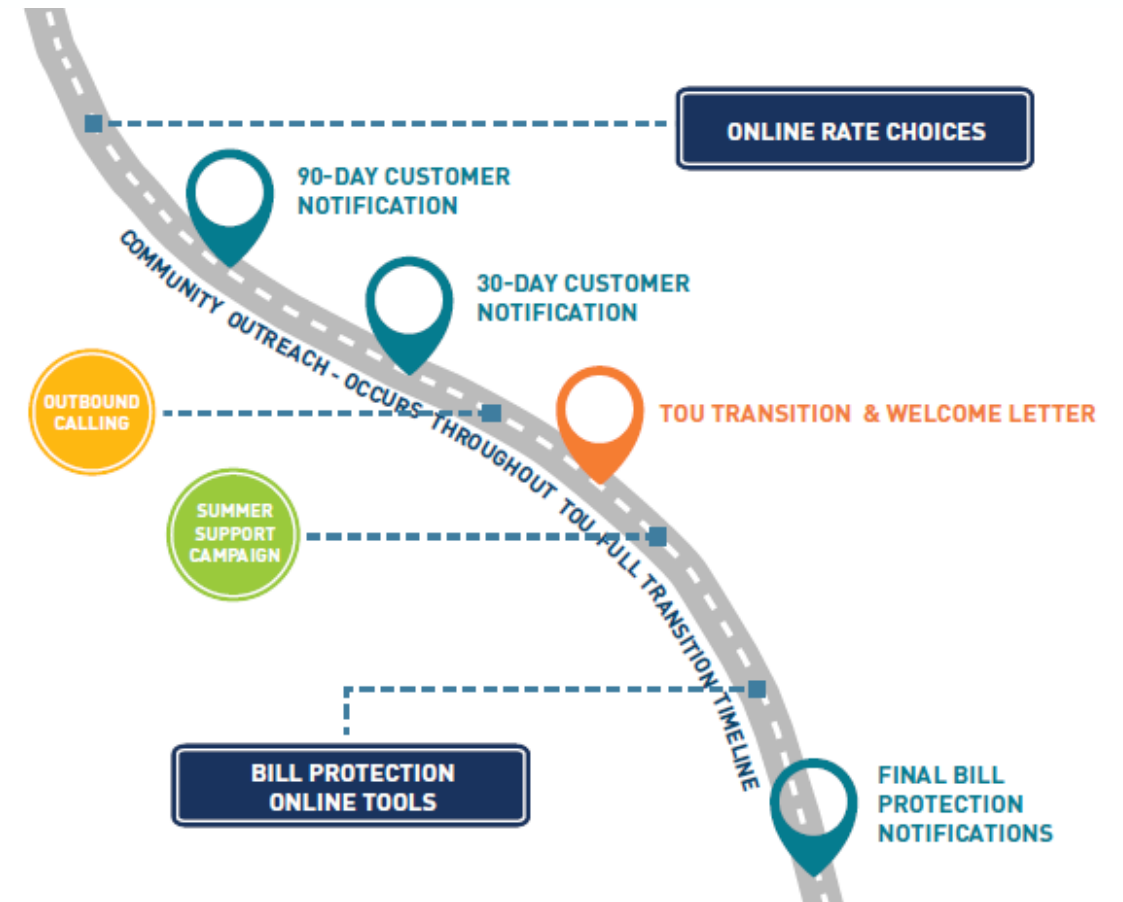 ONLINE RATE CHOICES
90-DAY CUSTOMER
NOTIFICATION
30-DAY CUSTOMER
NOTIFICATION
COMMUNITY OUTREACH - OCCURS THROUGHOUT TOU FULL TRANSITION TIMELINE
OUTBOUND
CALLING
TOU TRANSITION & WELCOME LETTER
SUMMER
SUPPORT
CAMPAIGN
BILL PROTECTION
ONLINE TOOLS
FINAL BILL
PROTECTION
NOTIFICATIONS